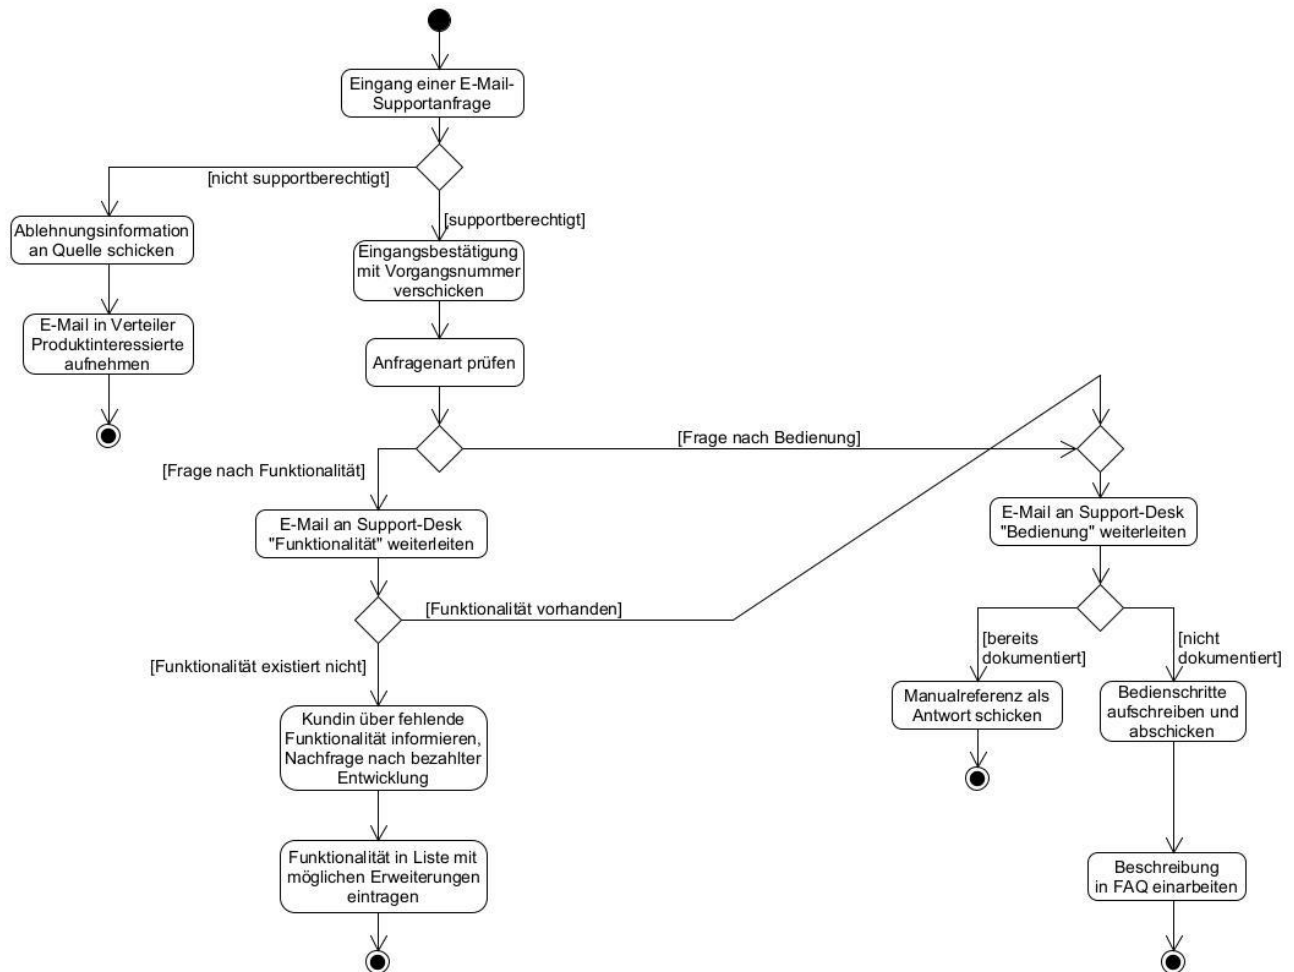 Eingang einer E-Mail-
Supportanfrage
[nicht supportberechtigt]
[supportberechtigt]
Ablehnungsinformation
an Quelle schicken
Eingangsbestätigung
mit Vorgangsnummer
verschicken
E-Mail in Verteiler
Produktinteressierte
aufnehmen
Anfragenart prüfen
[Frage nach Bedienung]
[Frage nach Funktionalität]
E-Mail an Support-Desk
"Funktionalität" weiterleiten
E-Mail an Support-Desk
"Bedienung" weiterleiten
[Funktionalität vorhanden]
[Funktionalität existiert nicht]
[bereits
dokumentiert]
[nicht
dokumentiert]
Manualreferenz als
Antwort schicken
Bedienschritte
aufschreiben und
abschicken
Kundin über fehlende
Funktionalität informieren,
Nachfrage nach bezahlter
Entwicklung
Funktionalität in Liste mit
möglichen Erweiterungen
eintragen
Beschreibung
in FAQ einarbeiten